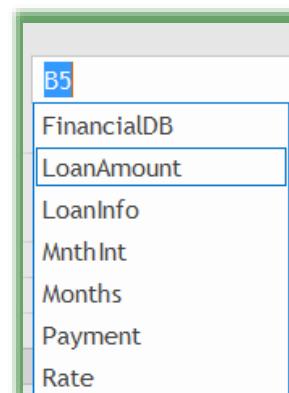 B5
FinancialDB
LoanAmount
LoanInfo
MnthInt
Months
Payment
Rate